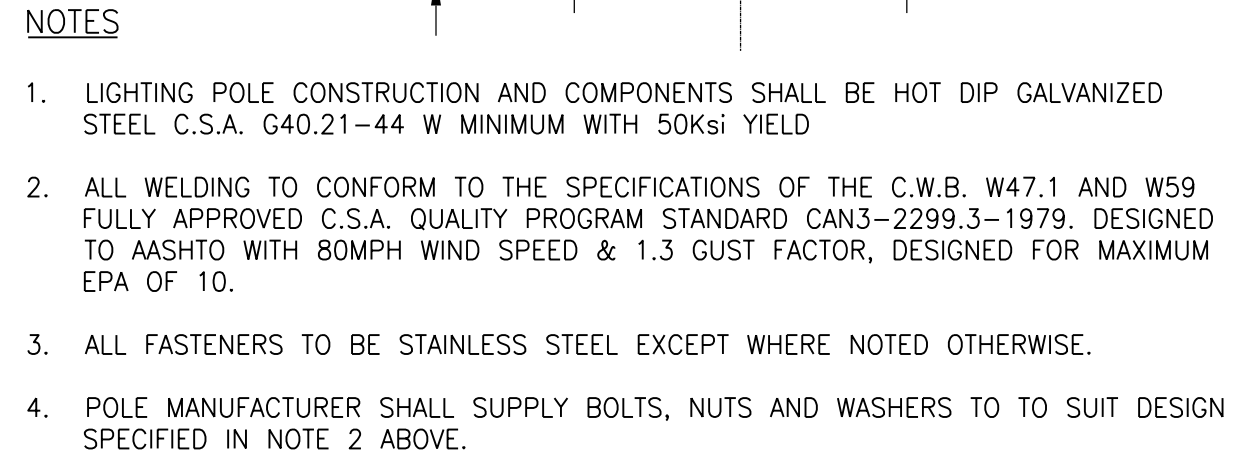 NOTES
1. LIGHTING POLE CONSTRUCTION AND COMPONENTS SHALL BE HOT DIP GALVANIZED
STEEL C.S.A. G40.21-44 W MINIMUM WITH 50Ksi YIELD
2. ALL WELDING TO CONFORM TO THE SPECIFICATIONS OF THE C.W.B. W47.1 AND W59
FULLY APPROVED C.S.A. QUALITY PROGRAM STANDARD CAN3-2299.3-1979. DESIGNED
TO AASHTO WITH 80MPH WIND SPEED & 1.3 GUST FACTOR, DESIGNED FOR MAXIMUM
EPA OF 10.
3. ALL FASTENERS TO BE STAINLESS STEEL EXCEPT WHERE NOTED OTHERWISE.
4. POLE MANUFACTURER SHALL SUPPLY BOLTS, NUTS AND WASHERS TO TO SUIT DESIGN
SPECIFIED IN NOTE 2 ABOVE.